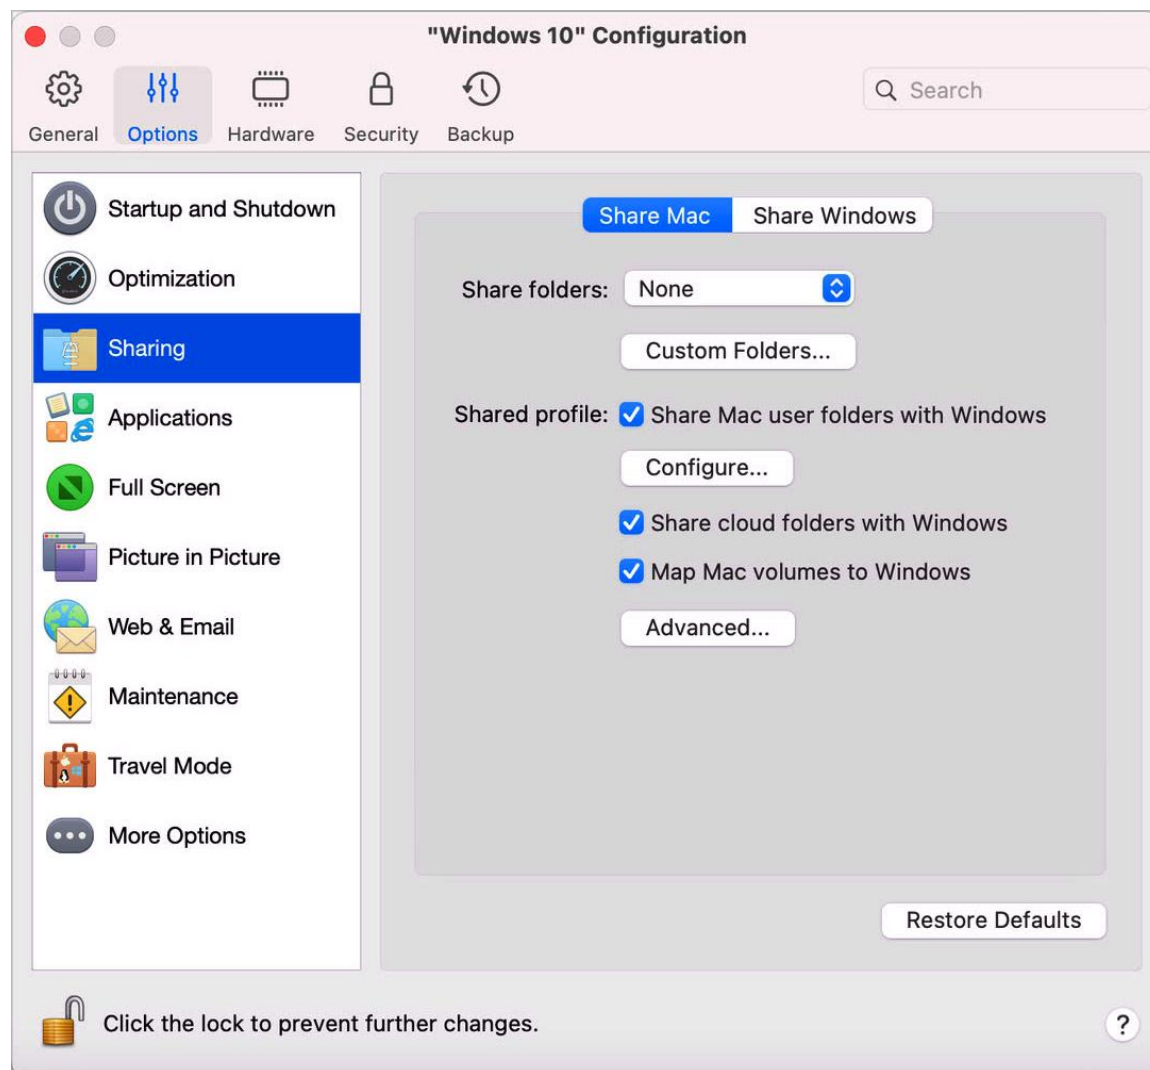 "Windows 10" Configuration
General Options Hardware Security Backup Search
Startup and Shutdown
Optimization
Sharing
Applications
Full Screen
Picture in Picture
Web & Email
Maintenance
Travel Mode
More Options
Share Mac Share Windows
Share folders: None
Custom Folders...
Shared profile: Share Mac user folders with Windows
Configure...
Share cloud folders with Windows
Map Mac volumes to Windows
Advanced...
Restore Defaults
Click the lock to prevent further changes. ?